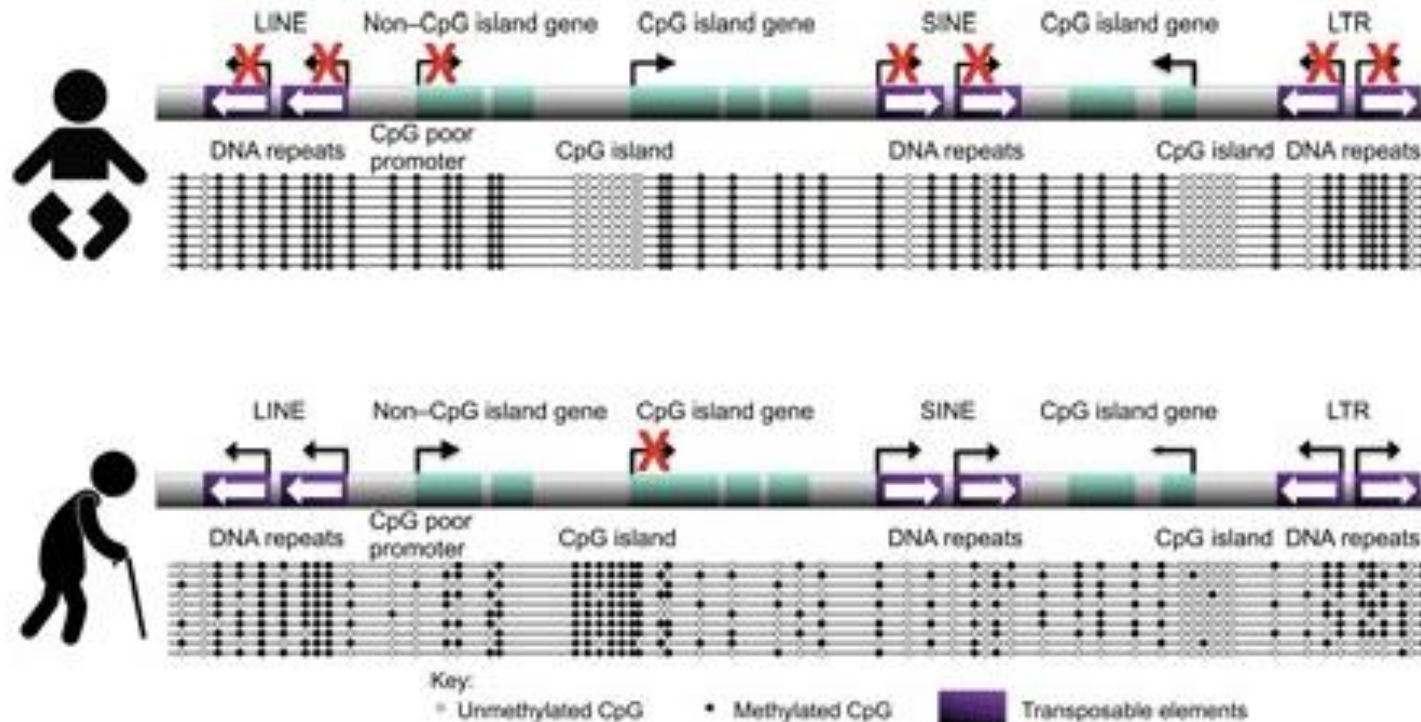 LINE Non–CpG island gene CpG island gene SINE CpG island gene LTR
DNA repeats CpG poor promoter CpG island DNA repeats CpG island DNA repeats
LINE Non–CpG island gene CpG island gene SINE CpG island gene LTR
DNA repeats CpG poor promoter CpG island DNA repeats CpG island DNA repeats
Key:
Unmethylated CpG Methylated CpG Transposable elements